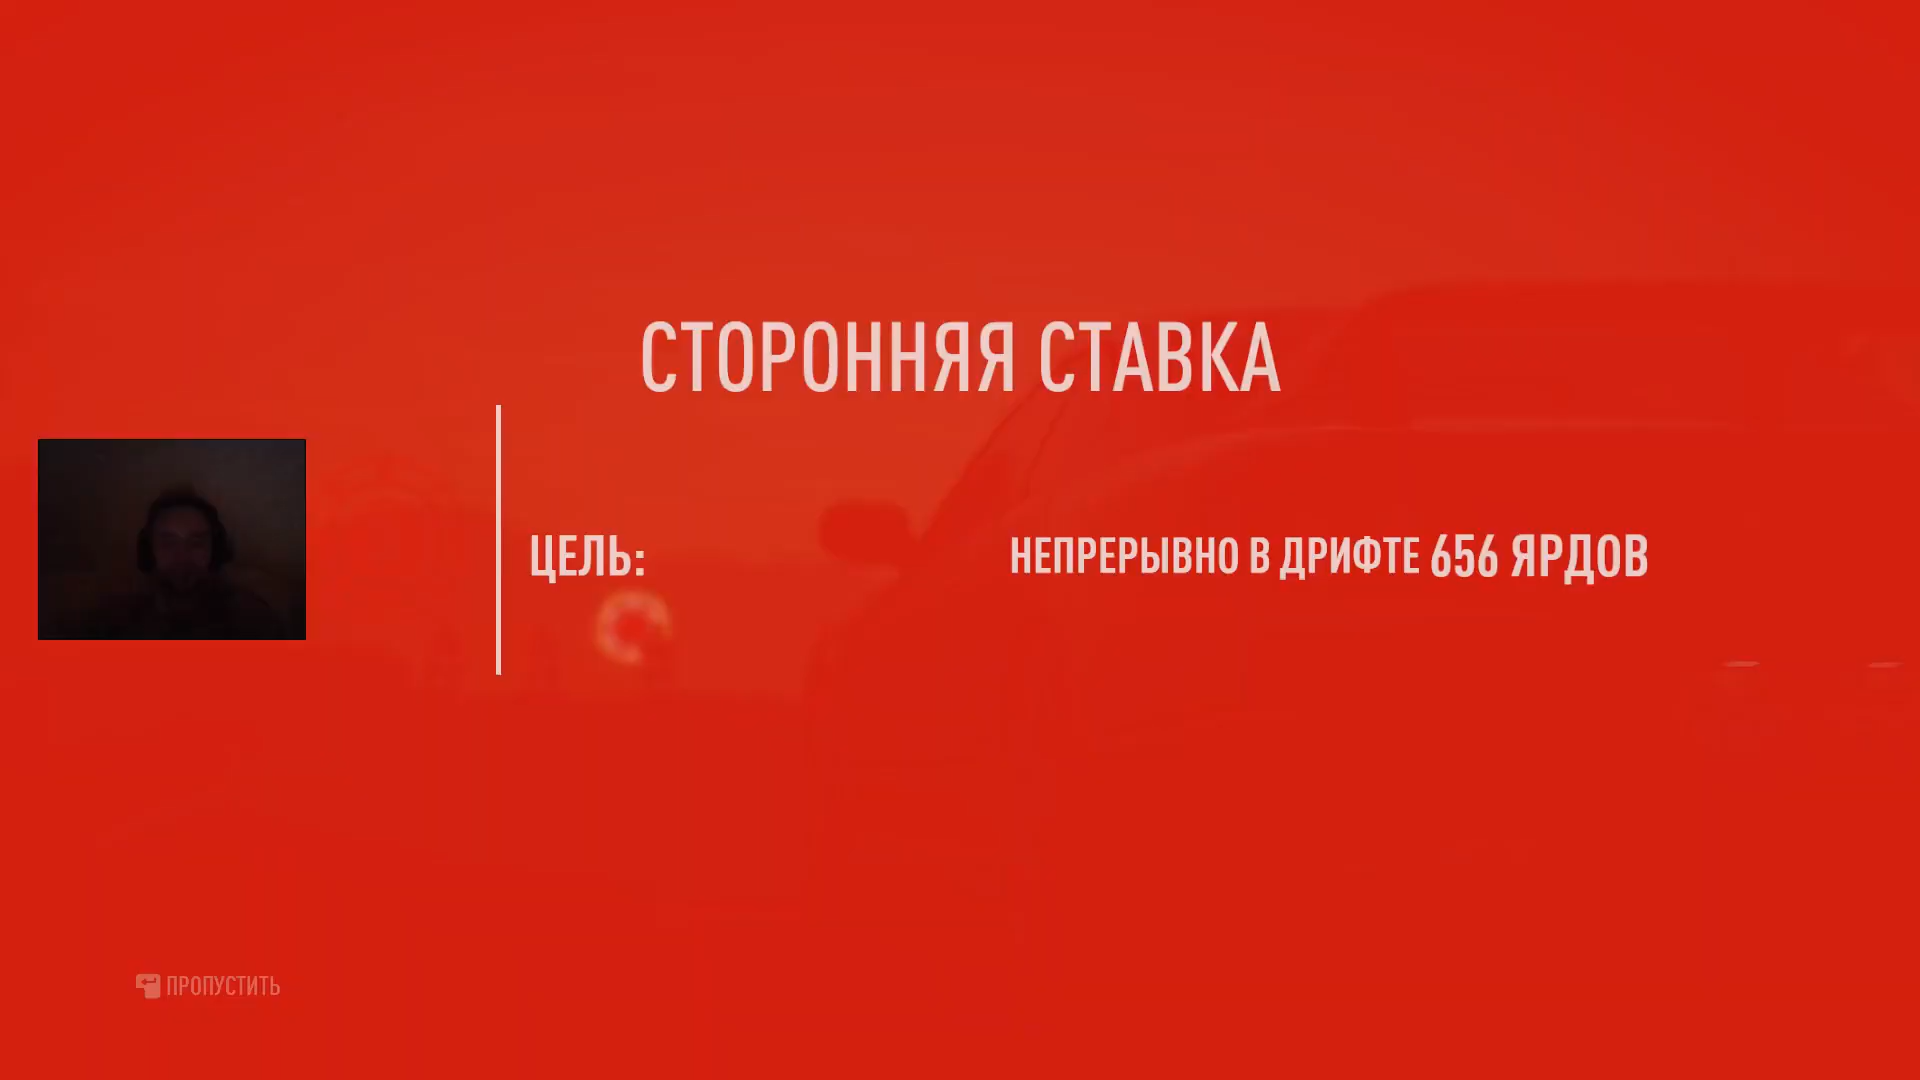 СТОРОННЯЯ СТАВКА
ЦЕЛЬ: НЕПРЕРЫВНО В ДРИФТЕ 656 ЯРДОВ
ПРОПУСТИТЬ